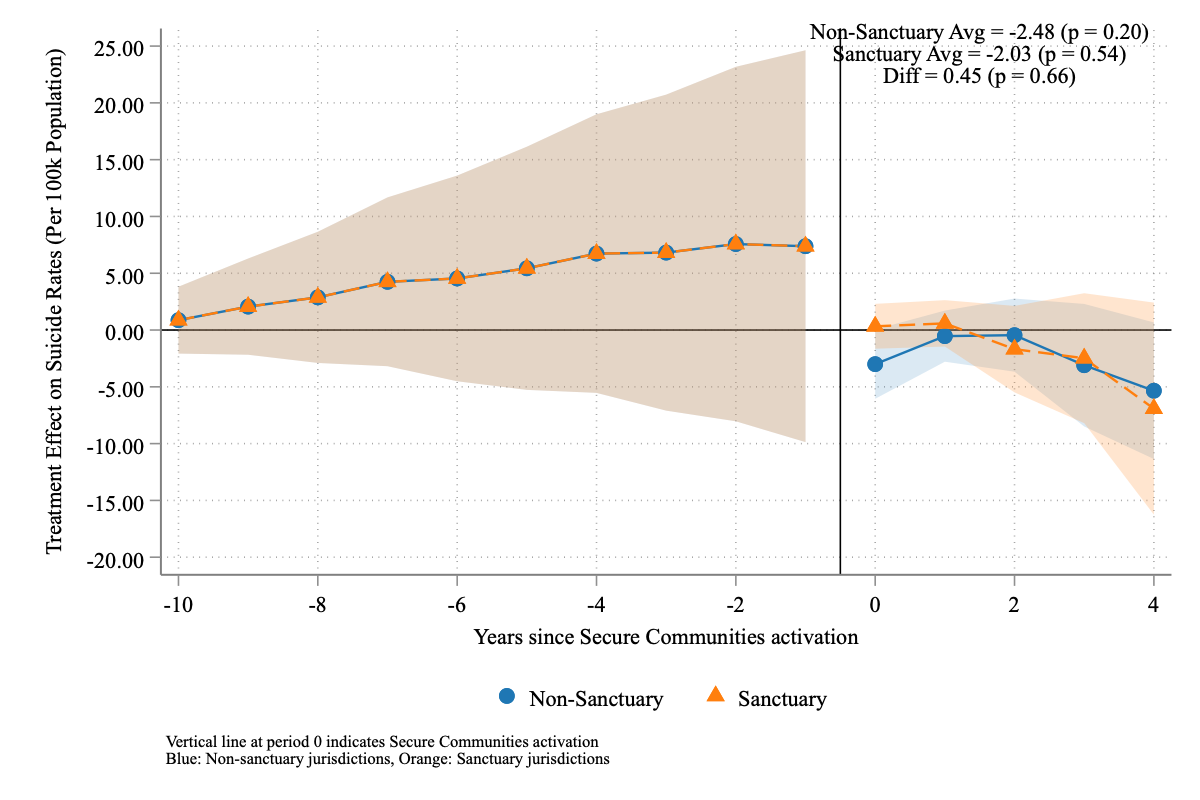 Non-Sanctuary Avg = -2.48 (p = 0.20)
Sanctuary Avg = -2.03 (p = 0.54)
Diff = 0.45 (p = 0.66)
Treatment Effect on Suicide Rates (Per 100k Population)
25.00
20.00
15.00
10.00
5.00
0.00
-5.00
-10.00
-15.00
-20.00
-10 -8 -6 -4 -2 0 2 4
Years since Secure Communities activation
Non-Sanctuary Sanctuary
Vertical line at period 0 indicates Secure Communities activation
Blue: Non-sanctuary jurisdictions, Orange: Sanctuary jurisdictions